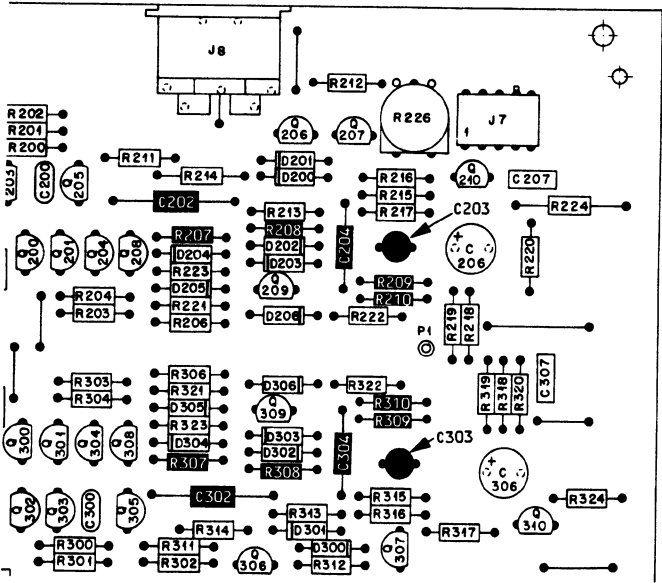 J8
R212
R226
J7
1
R202
R201
R200
Q 206
Q 207
R211
D201
D200
R214
203
C200
Q 205
R216
R215
R217
Q 210
C207
C203
R224
C202
R213
R208
D202
D203
C204
C 206
R220
R207
D204
R223
D205
R221
R206
Q 200
Q 201
Q 204
Q 208
Q 209
R209
R210
R204
R203
R222
R219
R218
P1
R303
R304
R306
R321
D305
R323
D304
R307
D306
Q 309
R322
R310
R309
R319
R318
R320
C307
Q 300
Q 301
Q 304
Q 308
D303
D302
R308
C304
C303
C 306
Q 302
Q 303
C300
Q 305
C302
R315
R316
R324
R313
D301
R314
Q 310
R317
R300
R301
R311
R302
Q 306
D300
R312
Q 307